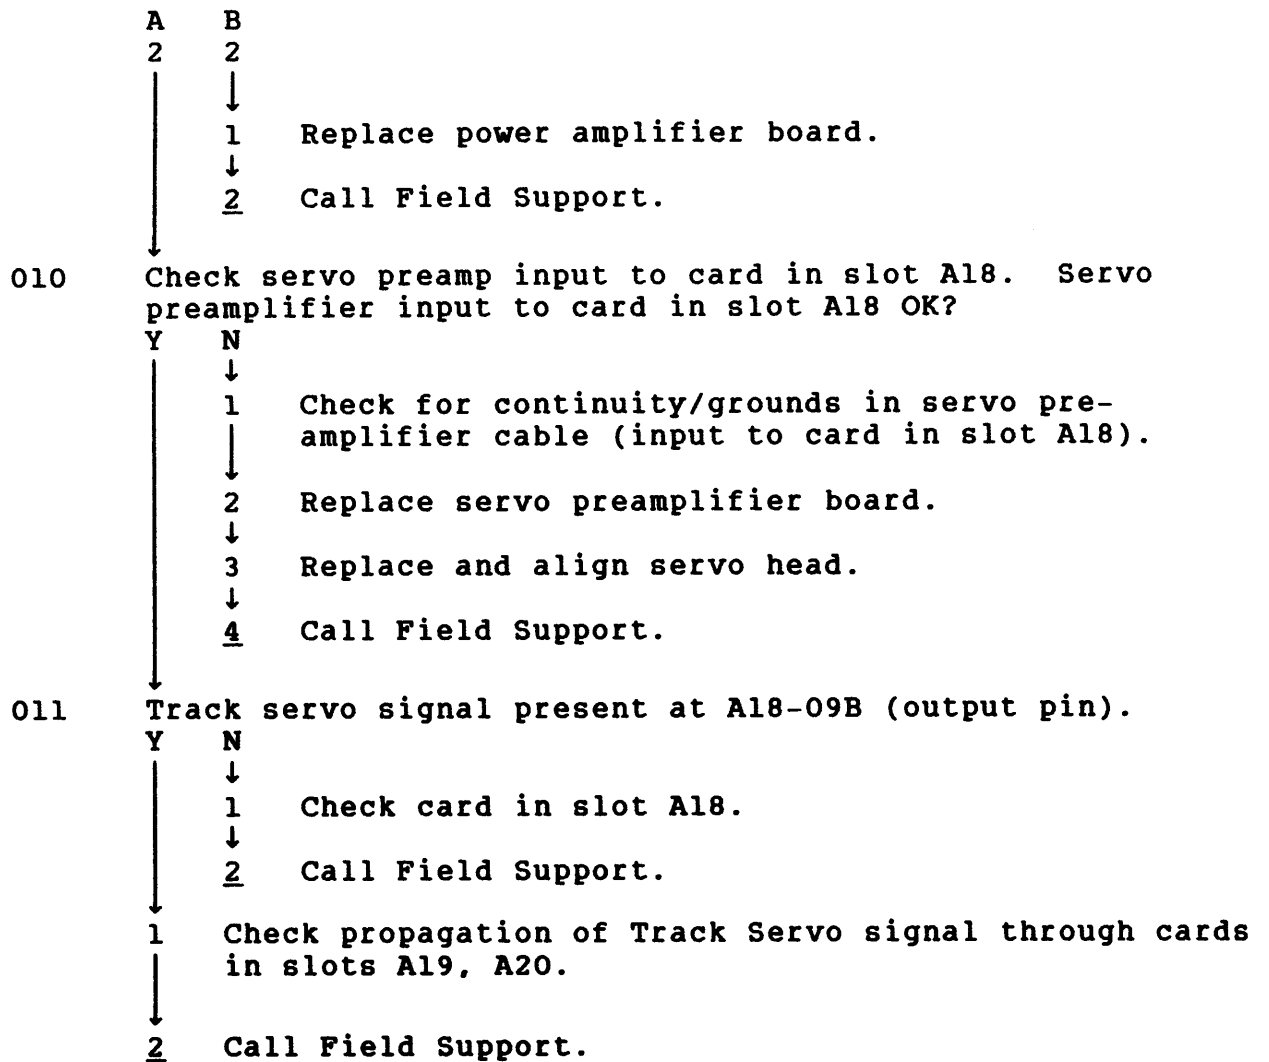 A B
2 2
↓
1 Replace power amplifier board.
↓
2 Call Field Support.
010 Check servo preamp input to card in slot A18. Servo
preamplifier input to card in slot A18 OK?
Y N
↓
1 Check for continuity/grounds in servo pre-
amplifier cable (input to card in slot A18).
↓
2 Replace servo preamplifier board.
↓
3 Replace and align servo head.
↓
4 Call Field Support.
011 Track servo signal present at A18-09B (output pin).
Y N
↓
1 Check card in slot A18.
↓
2 Call Field Support.
1 Check propagation of Track Servo signal through cards
in slots A19, A20.
↓
2 Call Field Support.